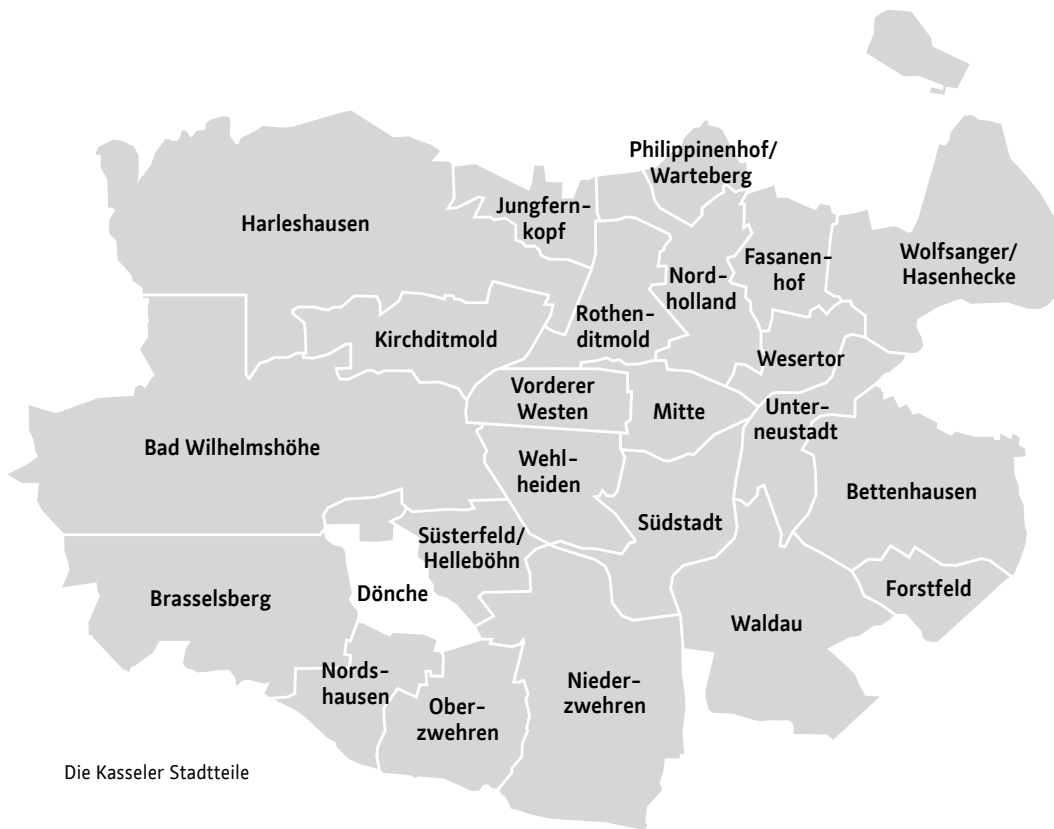 Philippinenhof/
Warteberg
Jungfern-
kopf
Harleshausen
Fasanen-
hof
Wolfsanger/
Hasenhecke
Nord-
holland
Rothen-
ditmold
Kirchditmold
Wesertor
Vorderer
Westen
Mitte
Unter-
neustadt
Bad Wilhelmshöhe
Wehl-
heiden
Bettenhausen
Südstadt
Süsterfeld/
Helleböhn
Dönche
Brasselsberg
Forstfeld
Waldau
Nords-
hausen
Nieder-
zwehren
Ober-
zwehren
Die Kasseler Stadtteile